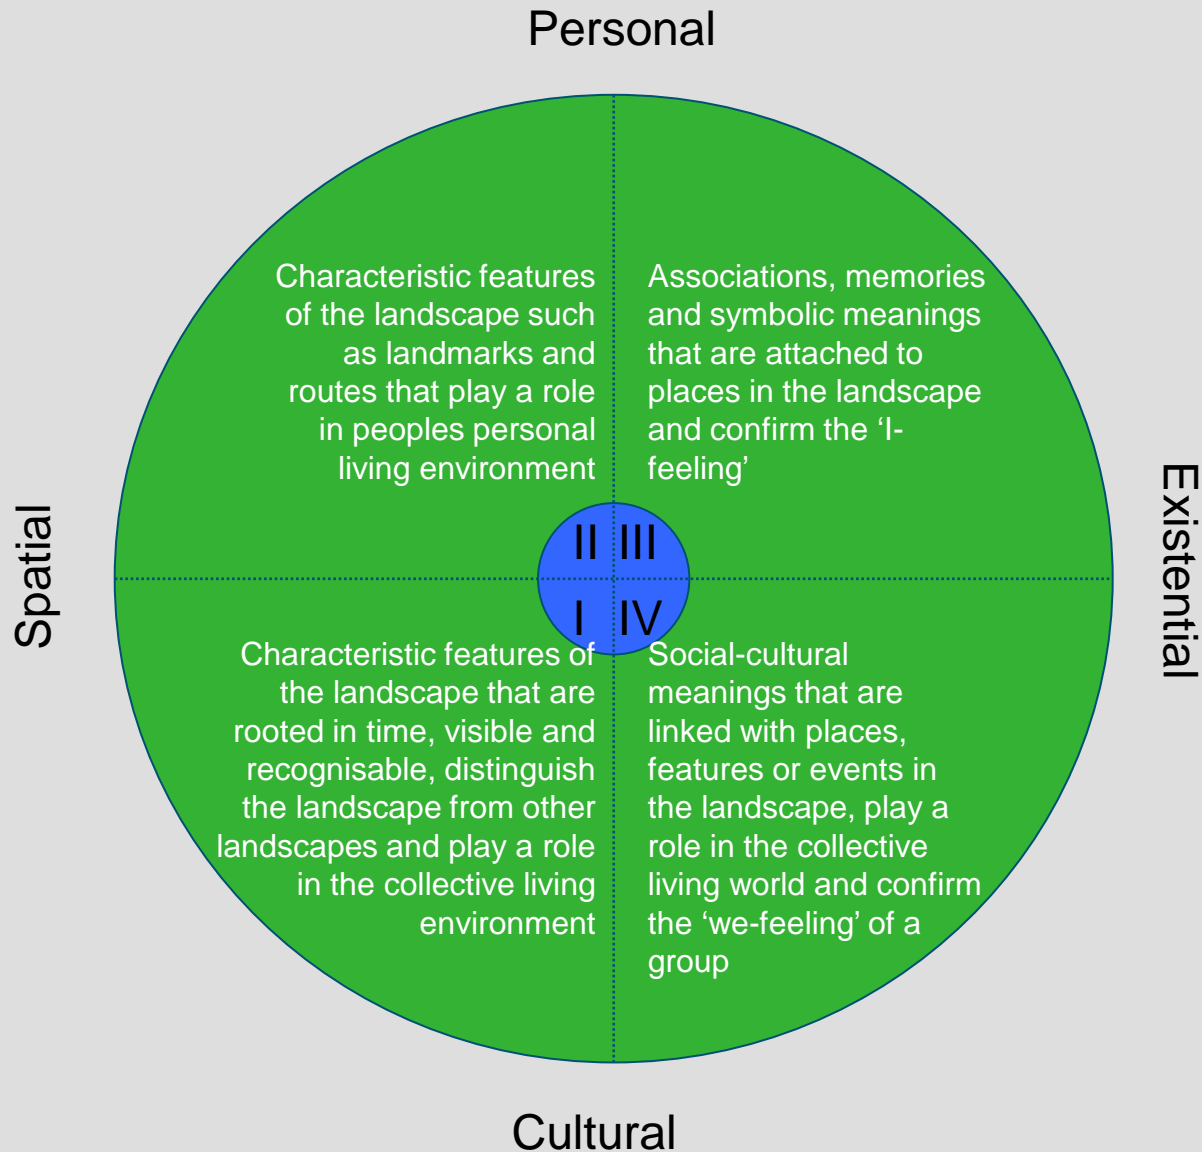 Personal
Characteristic features
of the landscape such
as landmarks and
routes that play a role
in peoples personal
living environment
Associations, memories
and symbolic meanings
that are attached to
places in the landscape
and confirm the ‘I-
feeling’
Spatial
Existential
II
III
I
IV
Characteristic features of
the landscape that are
rooted in time, visible and
recognisable, distinguish
the landscape from other
landscapes and play a role
in the collective living
environment
Social-cultural
meanings that are
linked with places,
features or events in
the landscape, play a
role in the collective
living world and confirm
the ‘we-feeling’ of a
group
Cultural